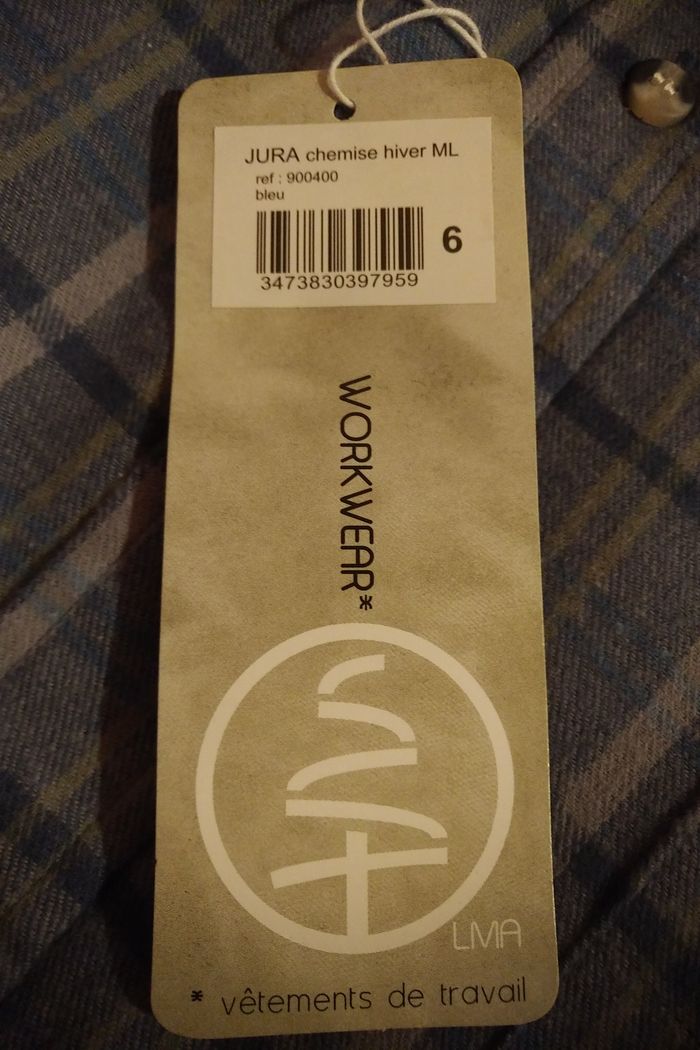 JURA chemise hiver ML
ref : 900400
bleu
6
3473830397959
WORKWEAR*
LMA
* vêtements de travail